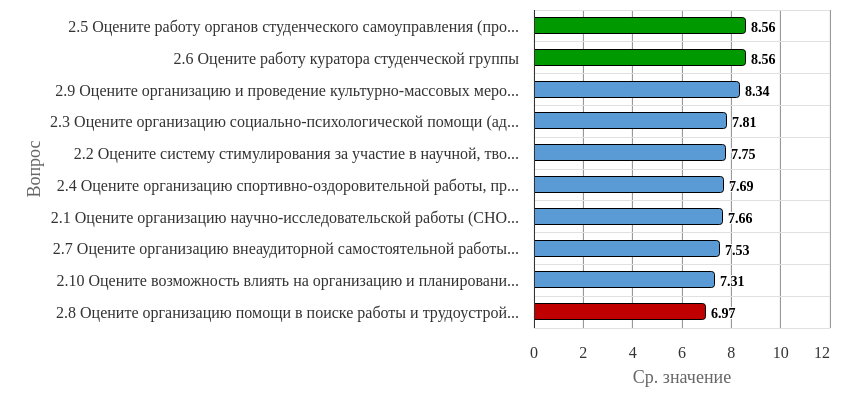 2.5 Оцените работу органов студенческого самоуправления (про... 8.56
2.6 Оцените работу куратора студенческой группы 8.56
2.9 Оцените организацию и проведение культурно-массовых меро... 8.34
2.3 Оцените организацию социально-психологической помощи (ад... 7.81
2.2 Оцените систему стимулирования за участие в научной, тво... 7.75
2.4 Оцените организацию спортивно-оздоровительной работы, пр... 7.69
2.1 Оцените организацию научно-исследовательской работы (СНО... 7.66
2.7 Оцените организацию внеаудиторной самостоятельной работы... 7.53
2.10 Оцените возможность влиять на организацию и планировани... 7.31
2.8 Оцените организацию помощи в поиске работы и трудоустрой... 6.97
Вопрос
0 2 4 6 8 10 12
Ср. значение